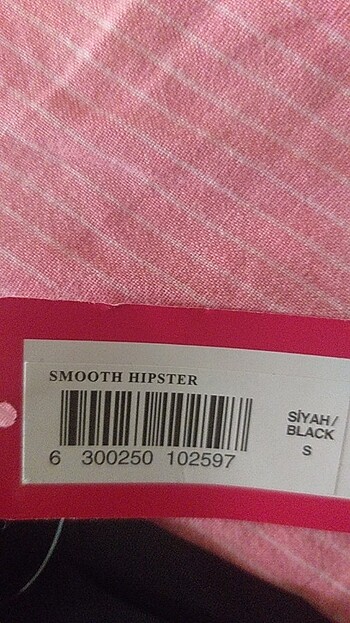 SMOOTH HIPSTER
6 300250 102597
SİYAH/
BLACK
S